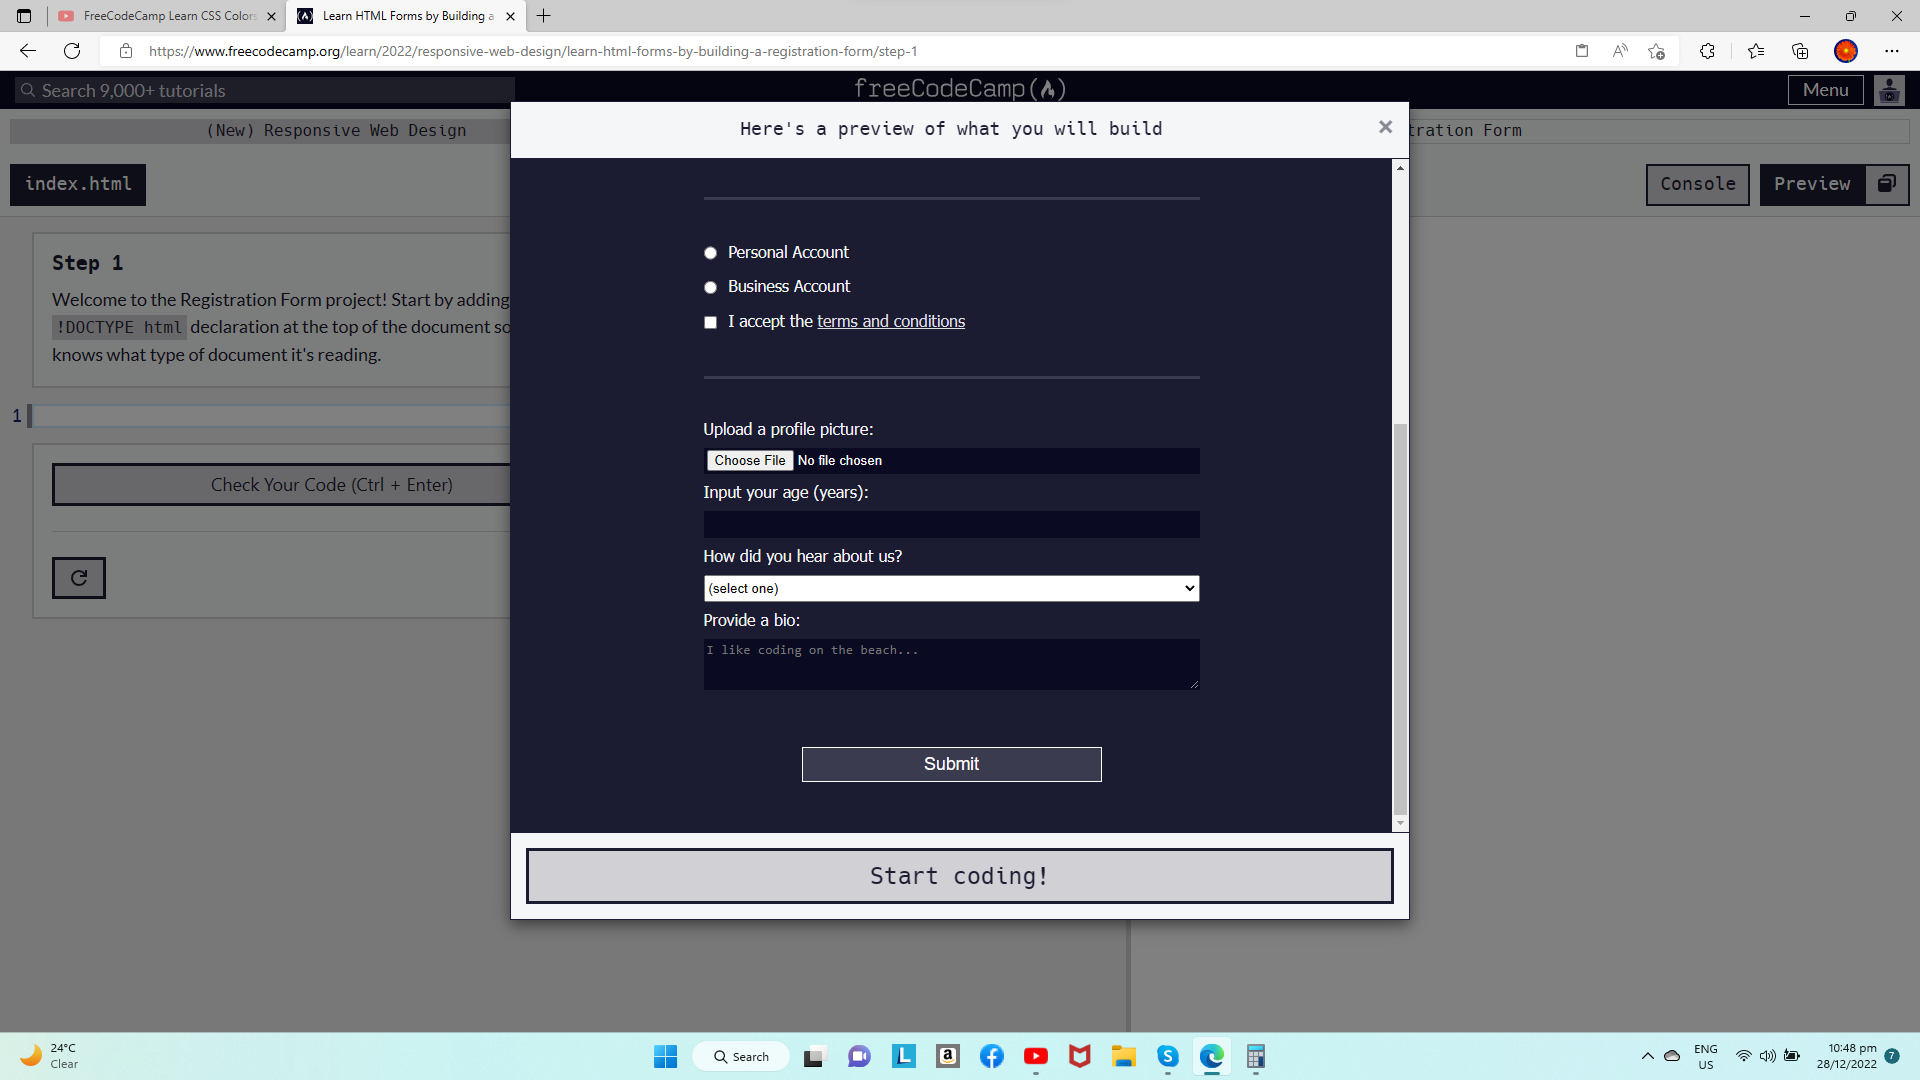 FreeCodeCamp Learn CSS Colors
Learn HTML Forms by Building a
https://www.freecodecamp.org/learn/2022/responsive-web-design/learn-html-forms-by-building-a-registration-form/step-1
Search 9,000+ tutorials
freeCodeCamp
Menu
(New) Responsive Web Design
Form
index.html
Console
Preview
Step 1
Welcome to the Registration Form project! Start by adding
!DOCTYPE html declaration at the top of the document so
knows what type of document it's reading.
1
Check Your Code (Ctrl + Enter)
Here's a preview of what you will build
Personal Account
Business Account
I accept the terms and conditions
Upload a profile picture:
Choose File No file chosen
Input your age (years):
How did you hear about us?
(select one)
Provide a bio:
I like coding on the beach...
Submit
Start coding!
24°C
Clear
Search
ENG
US
10:48 pm
28/12/2022
7